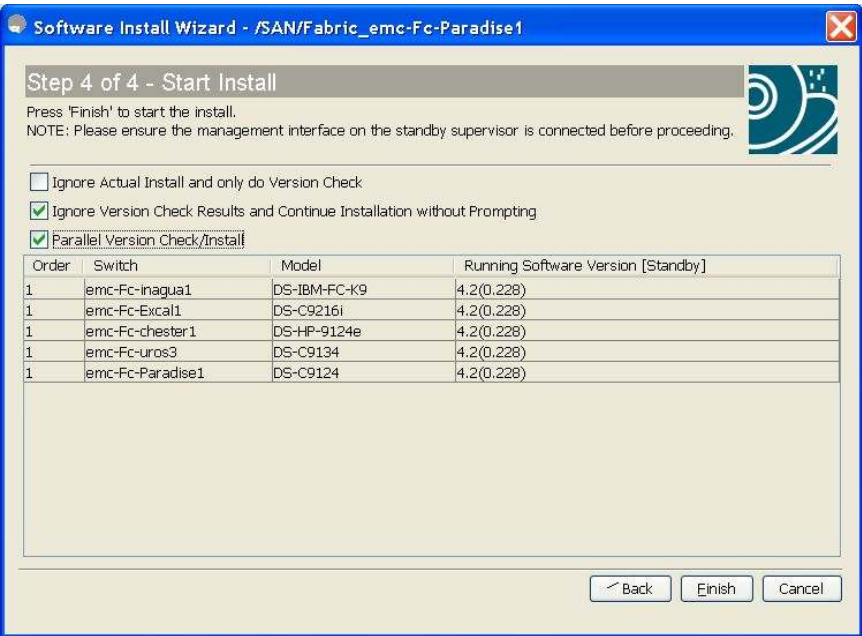 Software Install Wizard - /SAN/Fabric_emc-Fc-Paradise1
Step 4 of 4 - Start Install
Press 'Finish' to start the install.
NOTE: Please ensure the management interface on the standby supervisor is connected before proceeding.
Ignore Actual Install and only do Version Check
Ignore Version Check Results and Continue Installation without Prompting
Parallel Version Check/Install
Order Switch Model Running Software Version [Standby]
1 emc-Fc-inagua1 DS-IBM-FC-K9 4.2(0.228)
1 emc-Fc-Excal1 DS-C9216i 4.2(0.228)
1 emc-Fc-chester1 DS-HP-9124e 4.2(0.228)
1 emc-Fc-uros3 DS-C9134 4.2(0.228)
1 emc-Fc-Paradise1 DS-C9124 4.2(0.228)
Back Finish Cancel